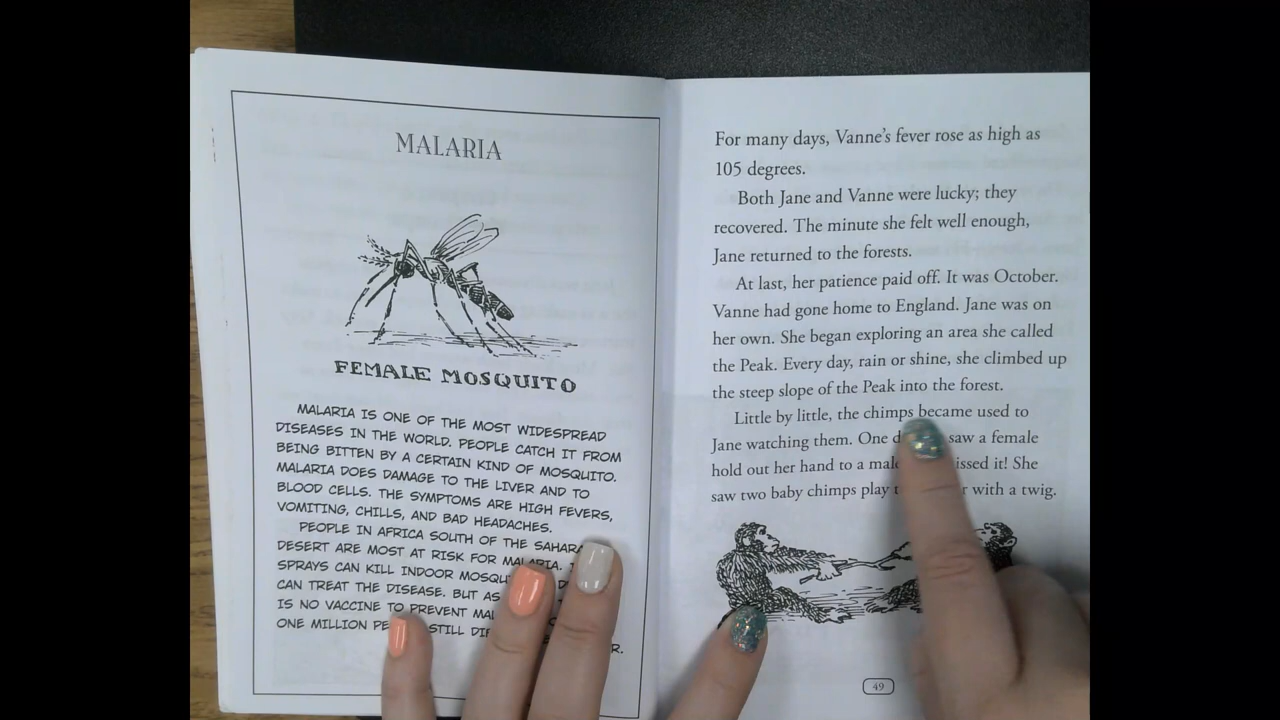 MALARIA
FEMALE MOSQUITO
MALARIA IS ONE OF THE MOST WIDESPREAD
DISEASES IN THE WORLD. PEOPLE CATCH IT FROM
BEING BITTEN BY A CERTAIN KIND OF MOSQUITO.
MALARIA DOES DAMAGE TO THE LIVER AND TO
BLOOD CELLS. THE SYMPTOMS ARE HIGH FEVERS,
VOMITING, CHILLS, AND BAD HEADACHES.
PEOPLE IN AFRICA SOUTH OF THE SAHARA
DESERT ARE MOST AT RISK FOR MALARIA.
SPRAYS CAN KILL INDOOR
CAN TREAT THE DISEASE. BUT AS
IS NO VACCINE TO PREVENT
ONE MILLION STILL
For many days, Vanne's fever rose as high as
105 degrees.
Both Jane and Vanne were lucky; they
recovered. The minute she felt well enough,
Jane returned to the forests.
At last, her patience paid off. It was October.
Vanne had gone home to England. Jane was on
her own. She began exploring an area she called
the Peak. Every day, rain or shine, she climbed up
the steep slope of the Peak into the forest.
Little by little, the chimps became used to
Jane watching them. One saw a female
hold out her hand to a male it! She
saw two baby chimps play with a twig.
49